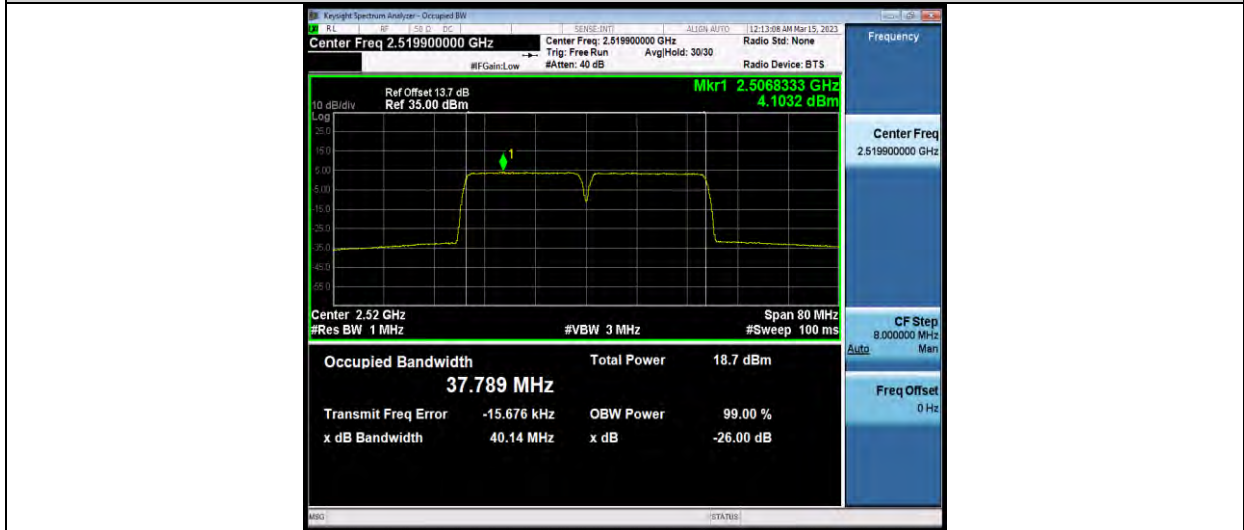 Keysight Spectrum Analyzer - Occupied BW
RL RF 50 Ω DC SENSE:INT ALIGN AUTO 12:13:08 AM Mar 15, 2023
Center Freq 2.519900000 GHz Center Freq: 2.519900000 GHz Radio Std: None
Trig: Free Run Avg|Hold: 30/30
#IFGain:Low #Atten: 40 dB Radio Device: BTS
Frequency
Ref Offset 13.7 dB Mkr1 2.5068333 GHz
10 dB/div Ref 35.00 dBm 4.1032 dBm
Log
25.0
15.0
5.00
-5.00
-15.0
-25.0
-35.0
-45.0
-55.0
1
Center 2.52 GHz Span 80 MHz
#Res BW 1 MHz #VBW 3 MHz #Sweep 100 ms
Occupied Bandwidth Total Power 18.7 dBm
37.789 MHz
Transmit Freq Error -15.676 kHz OBW Power 99.00 %
x dB Bandwidth 40.14 MHz x dB -26.00 dB
Center Freq
2.519900000 GHz
CF Step
8.000000 MHz
Auto Man
Freq Offset
0 Hz
MSG STATUS